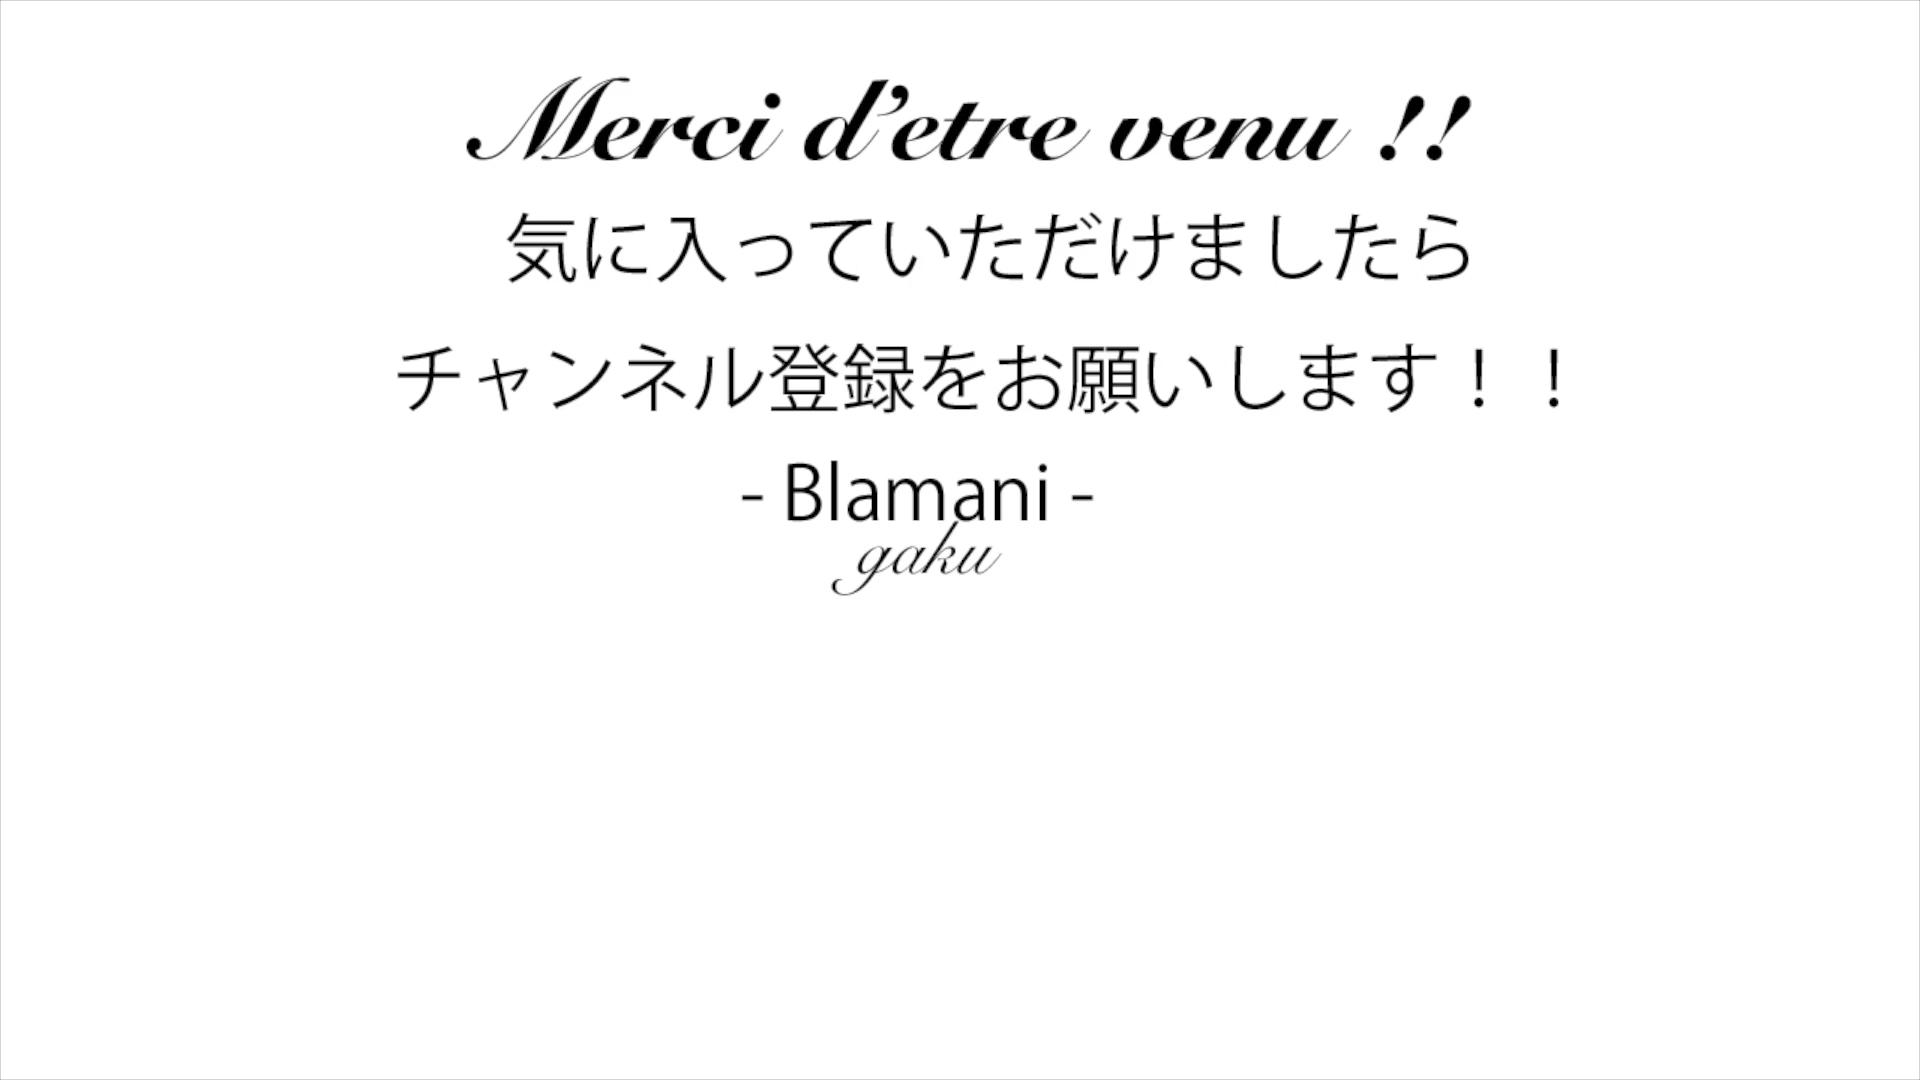 Merci d’etre venu !!
気に入っていただけましたら
チャンネル登録をお願いします！！
- Blamani -
gaku